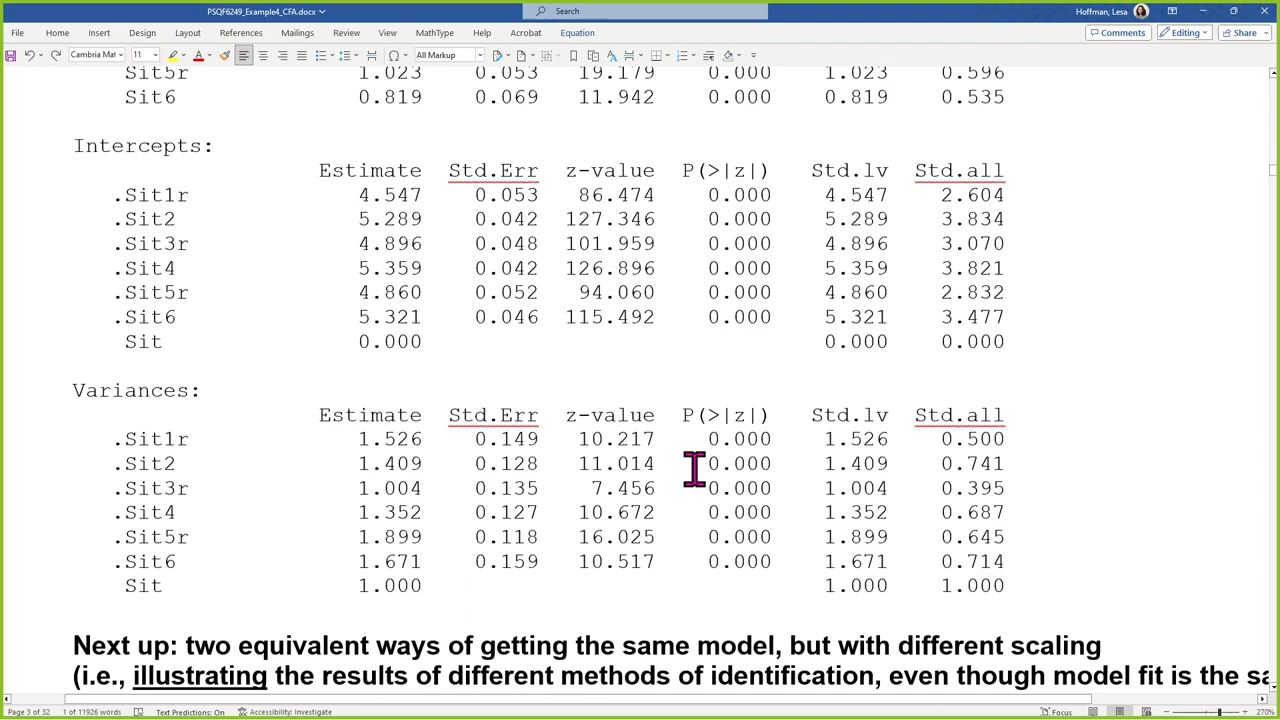 PSQF6249_Example4_CFA.docx
Search
Hoffman, Lesa
File Home Insert Draw Design Layout References Mailings Review View MathType Help Acrobat Equation Comments Editing Share
Cambria Mat 11 All Markup
Sit5r 1.023 0.053 19.179 0.000 1.023 0.596
Sit6 0.819 0.069 11.942 0.000 0.819 0.535
Intercepts:
Estimate Std.Err z-value P(>|z|) Std.lv Std.all
.Sit1r 4.547 0.053 86.474 0.000 4.547 2.604
.Sit2 5.289 0.042 127.346 0.000 5.289 3.834
.Sit3r 4.896 0.048 101.959 0.000 4.896 3.070
.Sit4 5.359 0.042 126.896 0.000 5.359 3.821
.Sit5r 4.860 0.052 94.060 0.000 4.860 2.832
.Sit6 5.321 0.046 115.492 0.000 5.321 3.477
Sit 0.000 0.000 0.000
Variances:
Estimate Std.Err z-value P(>|z|) Std.lv Std.all
.Sit1r 1.526 0.149 10.217 0.000 1.526 0.500
.Sit2 1.409 0.128 11.014 0.000 1.409 0.741
.Sit3r 1.004 0.135 7.456 0.000 1.004 0.395
.Sit4 1.352 0.127 10.672 0.000 1.352 0.687
.Sit5r 1.899 0.118 16.025 0.000 1.899 0.645
.Sit6 1.671 0.159 10.517 0.000 1.671 0.714
Sit 1.000 1.000 1.000
Next up: two equivalent ways of getting the same model, but with different scaling
(i.e., illustrating the results of different methods of identification, even though model fit is the sa
Page 3 of 32 1 of 11926 words Text Predictions: On Accessibility: Investigate Focus 270%